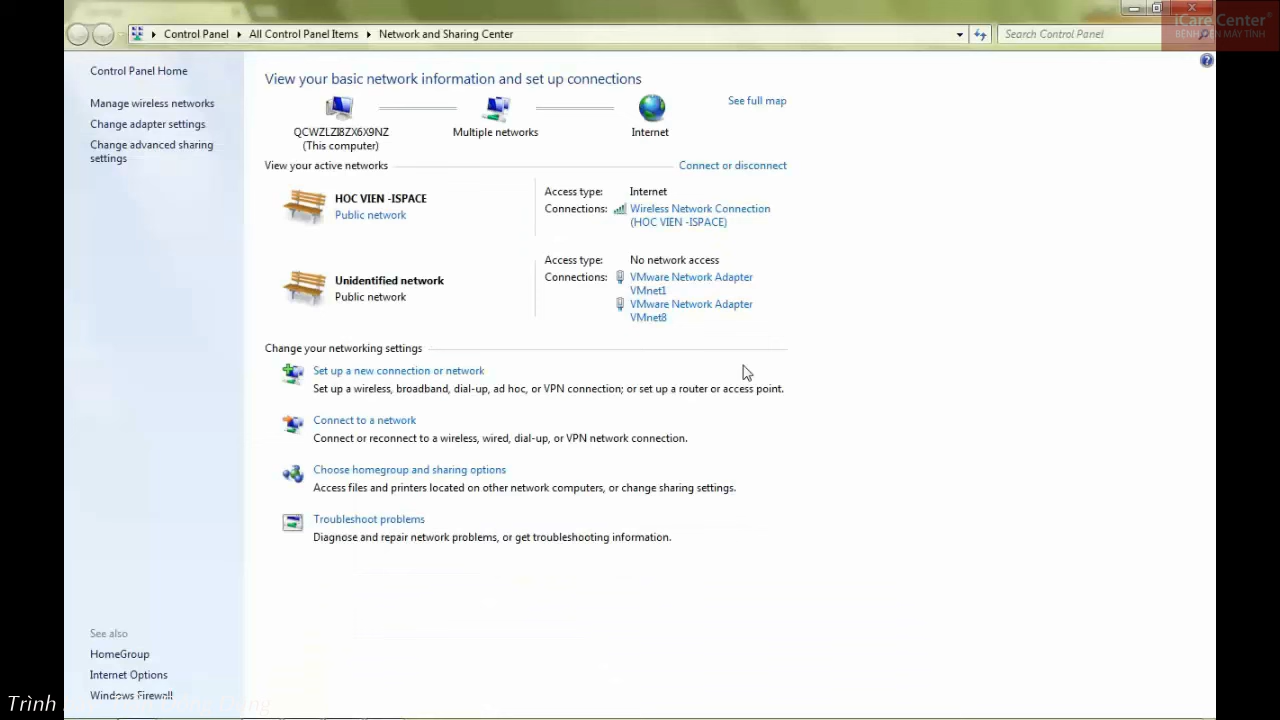 iCare Center®
BỆNH VIỆN MÁY TÍNH
Control Panel All Control Panel Items Network and Sharing Center
Search Control Panel
Control Panel Home
Manage wireless networks
Change adapter settings
Change advanced sharing
settings
View your basic network information and set up connections
See full map
QCWZLZI8ZX6X9NZ
(This computer)
Multiple networks
Internet
View your active networks
Connect or disconnect
HOC VIEN -ISPACE
Public network
Access type: Internet
Connections: Wireless Network Connection
(HOC VIEN -ISPACE)
Unidentified network
Public network
Access type: No network access
Connections: VMware Network Adapter
VMnet1
VMware Network Adapter
VMnet8
Change your networking settings
Set up a new connection or network
Set up a wireless, broadband, dial-up, ad hoc, or VPN connection; or set up a router or access point.
Connect to a network
Connect or reconnect to a wireless, wired, dial-up, or VPN network connection.
Choose homegroup and sharing options
Access files and printers located on other network computers, or change sharing settings.
Troubleshoot problems
Diagnose and repair network problems, or get troubleshooting information.
See also
HomeGroup
Internet Options
Windows Firewall
Trình